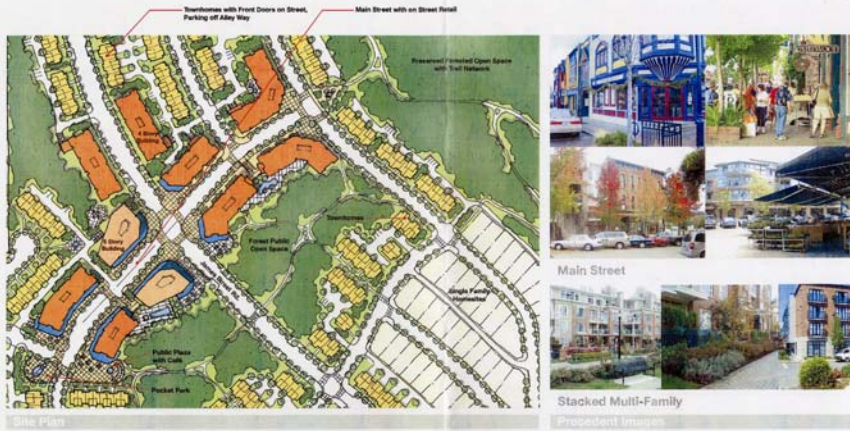 Townhomes with Front Doors on Street,
Parking off Alley Way
Main Street with on Street Retail
Preserved Forested Open Space
with Trail Network
4 Story
Building
6 Story
Building
Forest Public
Open Space
Townhomes
Single Family
Homesites
Public Plaza
with Café
Pocket Park
Site Plan
Main Street
Stacked Multi-Family
Precedent Images